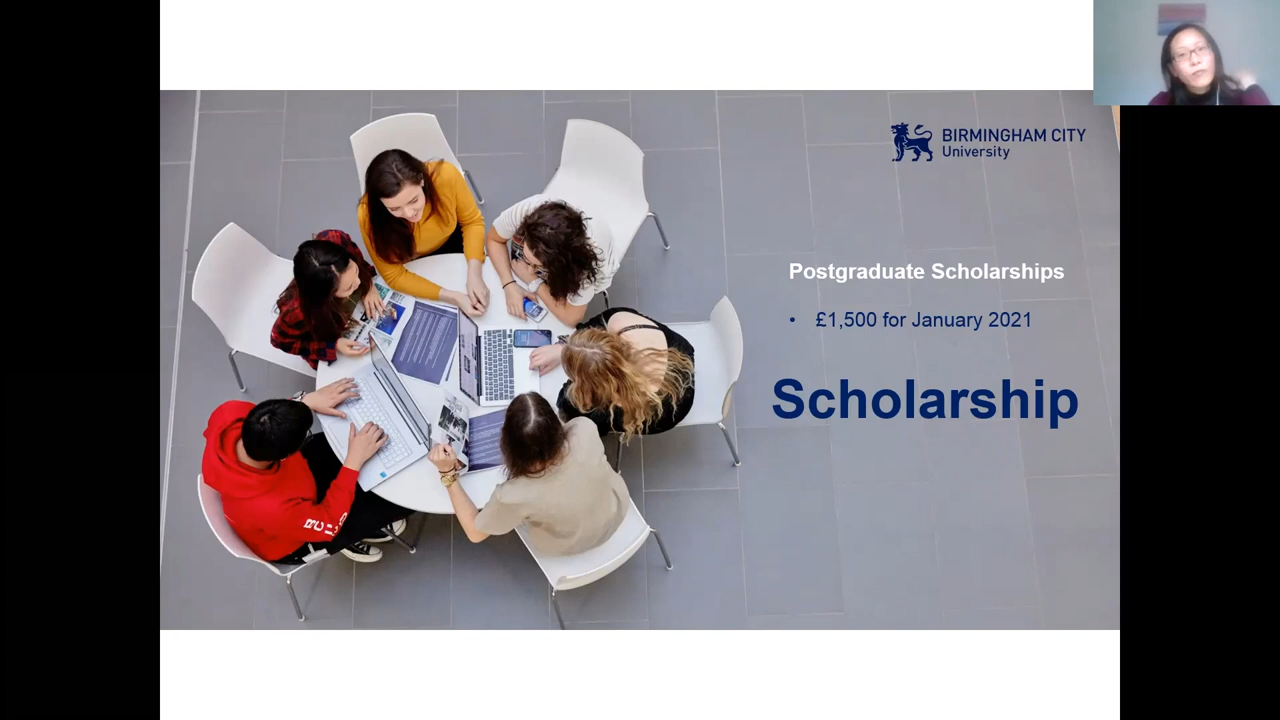 BIRMINGHAM CITY
University
Postgraduate Scholarships
• £1,500 for January 2021
Scholarship